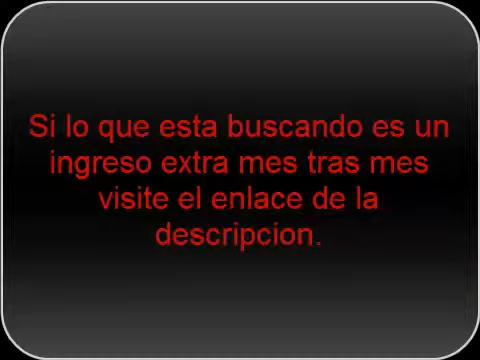 Si lo que esta buscando es un
ingreso extra mes tras mes
visite el enlace de la
descripcion.